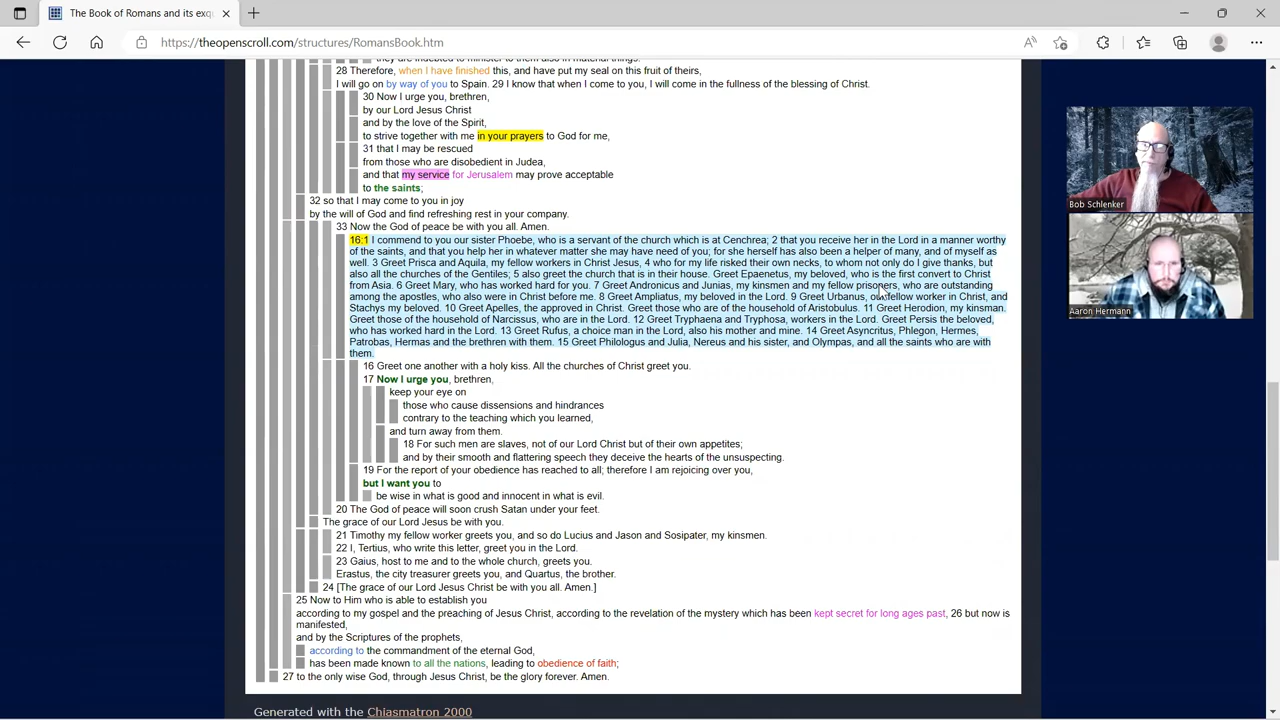 The Book of Romans and its exq
https://theopenscroll.com/structures/RomansBook.htm
they are indebted to minister to them also in material things.
28 Therefore, when I have finished this, and have put my seal on this fruit of theirs,
I will go on by way of you to Spain. 29 I know that when I come to you, I will come in the fullness of the blessing of Christ.
30 Now I urge you, brethren,
by our Lord Jesus Christ
and by the love of the Spirit,
to strive together with me in your prayers to God for me,
31 that I may be rescued
from those who are disobedient in Judea,
and that my service for Jerusalem may prove acceptable
to the saints;
32 so that I may come to you in joy
by the will of God and find refreshing rest in your company.
33 Now the God of peace be with you all. Amen.
16:1 I commend to you our sister Phoebe, who is a servant of the church which is at Cenchrea; 2 that you receive her in the Lord in a manner worthy
of the saints, and that you help her in whatever matter she may have need of you; for she herself has also been a helper of many, and of myself as
well. 3 Greet Prisca and Aquila, my fellow workers in Christ Jesus, 4 who for my life risked their own necks, to whom not only do I give thanks, but
also all the churches of the Gentiles; 5 also greet the church that is in their house. Greet Epaenetus, my beloved, who is the first convert to Christ
from Asia. 6 Greet Mary, who has worked hard for you. 7 Greet Andronicus and Junias, my kinsmen and my fellow prisoners, who are outstanding
among the apostles, who also were in Christ before me. 8 Greet Ampliatus, my beloved in the Lord. 9 Greet Urbanus, our fellow worker in Christ, and
Stachys my beloved. 10 Greet Apelles, the approved in Christ. Greet those who are of the household of Aristobulus. 11 Greet Herodion, my kinsman.
Greet those of the household of Narcissus, who are in the Lord. 12 Greet Tryphaena and Tryphosa, workers in the Lord. Greet Persis the beloved,
who has worked hard in the Lord. 13 Greet Rufus, a choice man in the Lord, also his mother and mine. 14 Greet Asyncritus, Phlegon, Hermes,
Patrobas, Hermas and the brethren with them. 15 Greet Philologus and Julia, Nereus and his sister, and Olympas, and all the saints who are with
them.
16 Greet one another with a holy kiss. All the churches of Christ greet you.
17 Now I urge you, brethren,
keep your eye on
those who cause dissensions and hindrances
contrary to the teaching which you learned,
and turn away from them.
18 For such men are slaves, not of our Lord Christ but of their own appetites;
and by their smooth and flattering speech they deceive the hearts of the unsuspecting.
19 For the report of your obedience has reached to all; therefore I am rejoicing over you,
but I want you to
be wise in what is good and innocent in what is evil.
20 The God of peace will soon crush Satan under your feet.
The grace of our Lord Jesus be with you.
21 Timothy my fellow worker greets you, and so do Lucius and Jason and Sosipater, my kinsmen.
22 I, Tertius, who write this letter, greet you in the Lord.
23 Gaius, host to me and to the whole church, greets you.
Erastus, the city treasurer greets you, and Quartus, the brother.
24 [The grace of our Lord Jesus Christ be with you all. Amen.]
25 Now to Him who is able to establish you
according to my gospel and the preaching of Jesus Christ, according to the revelation of the mystery which has been kept secret for long ages past, 26 but now is
manifested,
and by the Scriptures of the prophets,
according to the commandment of the eternal God,
has been made known to all the nations, leading to obedience of faith;
27 to the only wise God, through Jesus Christ, be the glory forever. Amen.
Generated with the Chiasmatron 2000
Bob Schlenker
Aaron Hermann